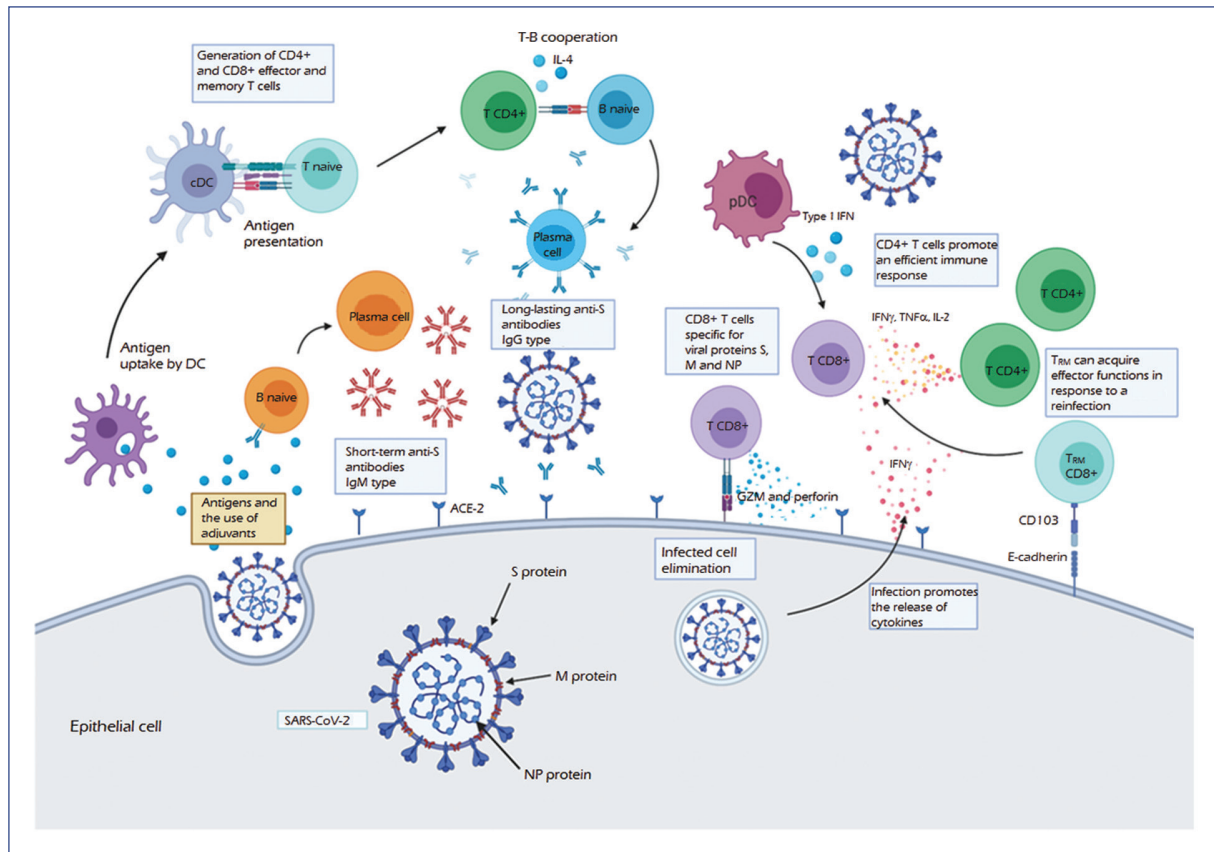 T-B cooperation
IL-4
Generation of CD4+
and CD8+ effector and
memory T cells
T CD4+
B naive
cDC
T naive
Antigen
presentation
pDC
Type I IFN
Plasma
cell
CD4+ T cells promote
an efficient immune
response
T CD4+
Plasma cell
Long-lasting anti-S
antibodies
IgG type
CD8+ T cells
specific for
viral proteins S,
M and NP
IFNγ, TNFα, IL-2
T CD8+
T CD4+
TRM can acquire
effector functions in
response to a
reinfection
Antigen
uptake by DC
B naive
T CD8+
TRM
CD8+
Short-term anti-S
antibodies
IgM type
IFNγ
GZM and perforin
Antigens and
the use of
adjuvants
ACE-2
CD103
E-cadherin
Infected cell
elimination
Infection promotes
the release of
cytokines
S protein
M protein
SARS-CoV-2
Epithelial cell
NP protein